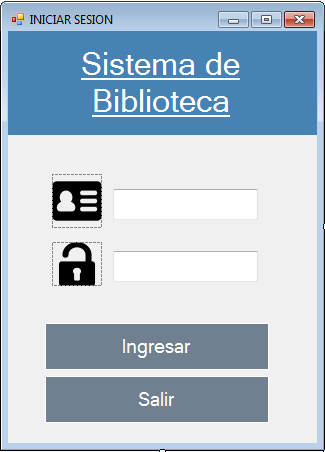 INICIAR SESION
Sistema de
Biblioteca
Ingresar
Salir